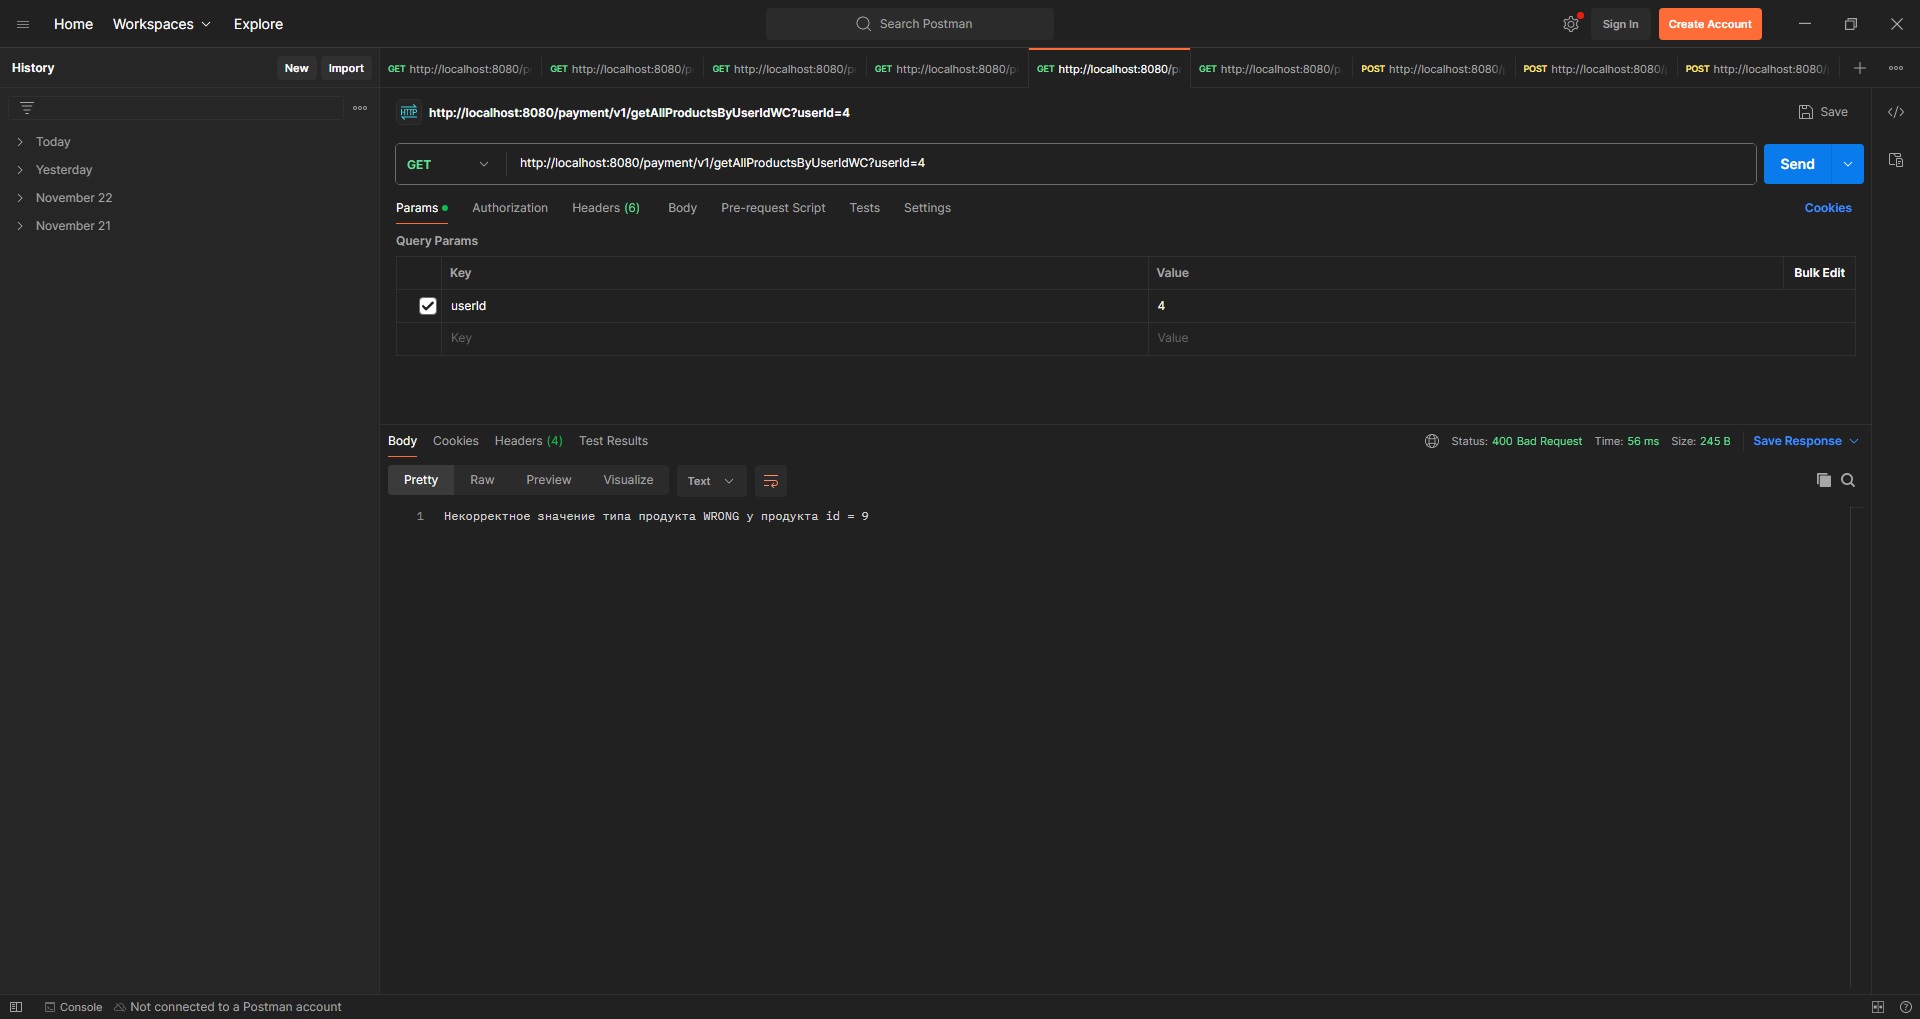 Home Workspaces Explore Search Postman Sign In Create Account
History New Import
GET http://localhost:8080/p GET http://localhost:8080/p GET http://localhost:8080/p GET http://localhost:8080/p GET http://localhost:8080/p GET http://localhost:8080/p POST http://localhost:8080/ POST http://localhost:8080/ POST http://localhost:8080/
Today
Yesterday
November 22
November 21
HTTP http://localhost:8080/payment/v1/getAllProductsByUserIdWC?userId=4 Save
GET http://localhost:8080/payment/v1/getAllProductsByUserIdWC?userId=4 Send
Params Authorization Headers (6) Body Pre-request Script Tests Settings Cookies
Query Params
Key Value Bulk Edit
userId 4
Key Value
Body Cookies Headers (4) Test Results Status: 400 Bad Request Time: 56 ms Size: 245 B Save Response
Pretty Raw Preview Visualize Text
1 Некорректное значение типа продукта WRONG у продукта id = 9
Console Not connected to a Postman account